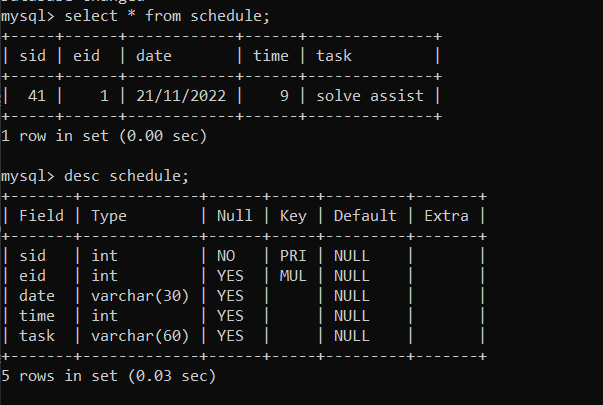 Database changed
mysql> select * from schedule;
+-----+------+------------+------+--------------+
| sid | eid  | date       | time | task         |
+-----+------+------------+------+--------------+
|  41 |    1 | 21/11/2022 |    9 | solve assist |
+-----+------+------------+------+--------------+
1 row in set (0.00 sec)
mysql> desc schedule;
+-------+-------------+------+-----+---------+-------+
| Field | Type        | Null | Key | Default | Extra |
+-------+-------------+------+-----+---------+-------+
| sid   | int         | NO   | PRI | NULL    |       |
| eid   | int         | YES  | MUL | NULL    |       |
| date  | varchar(30) | YES  |     | NULL    |       |
| time  | int         | YES  |     | NULL    |       |
| task  | varchar(60) | YES  |     | NULL    |       |
+-------+-------------+------+-----+---------+-------+
5 rows in set (0.03 sec)